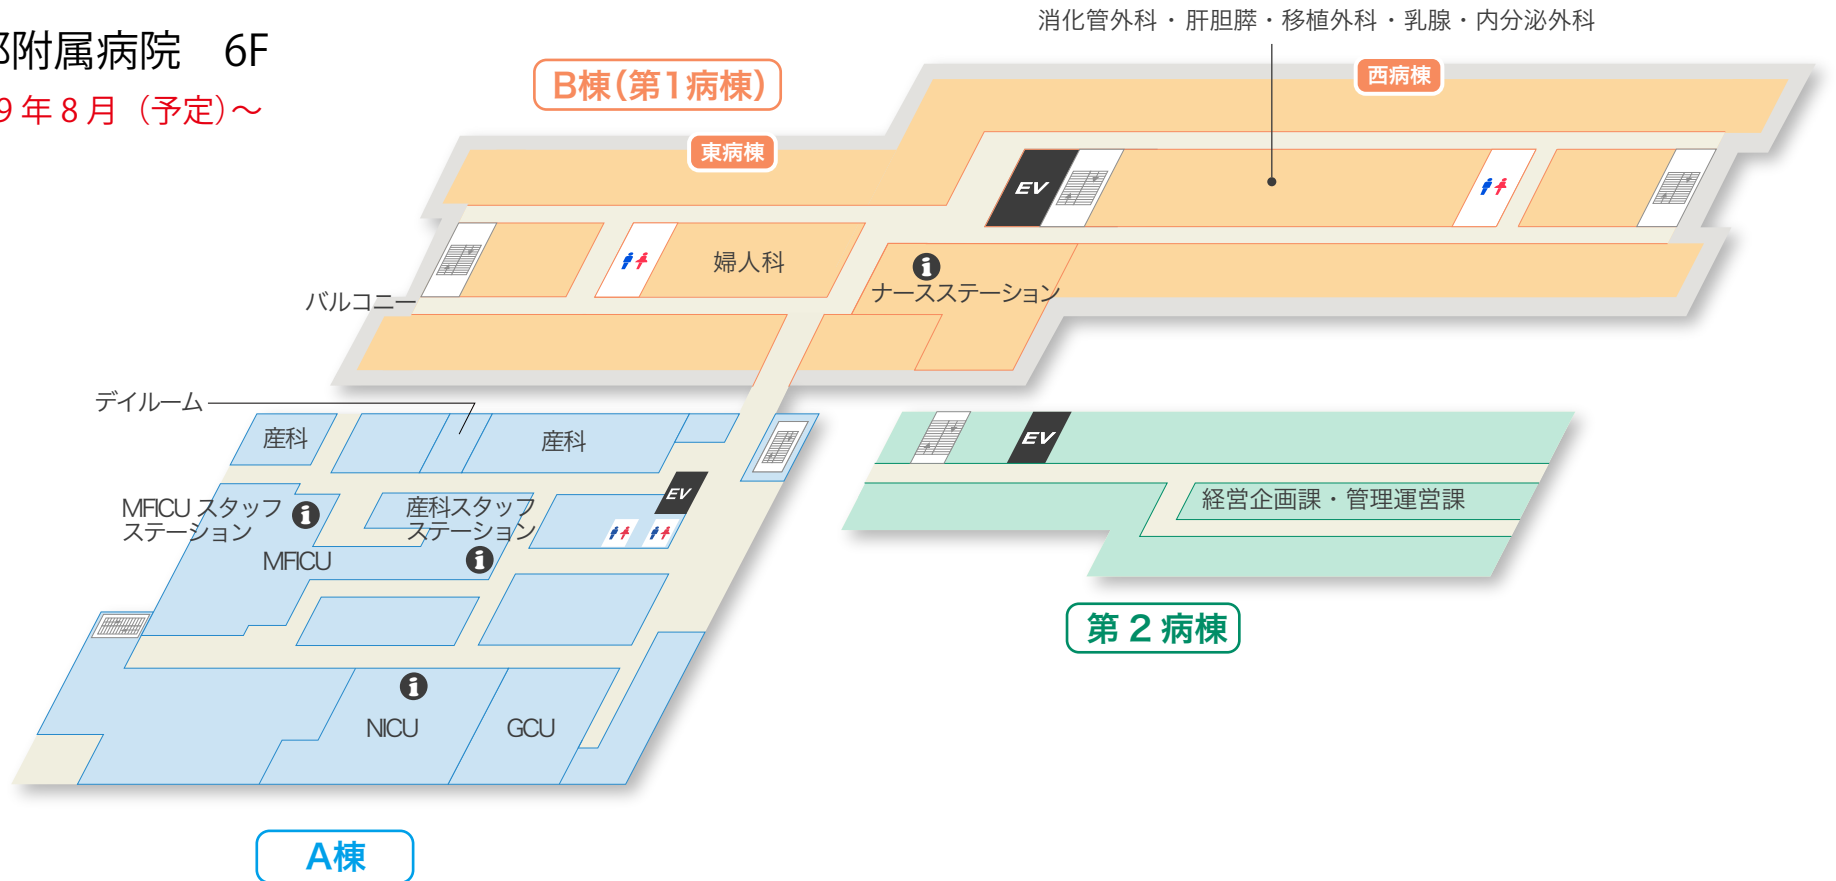 部附属病院　6F
9 年 8 月（予定）～
消化管外科・肝胆膵・移植外科・乳腺・内分泌外科
B棟（第1病棟）
西病棟
東病棟
EV
婦人科
ナースステーション
バルコニー
デイルーム
産科
産科
EV
EV
経営企画課・管理運営課
MFICU スタッフ
ステーション
産科スタッフ
ステーション
MFICU
第 2 病棟
NICU
GCU
A棟